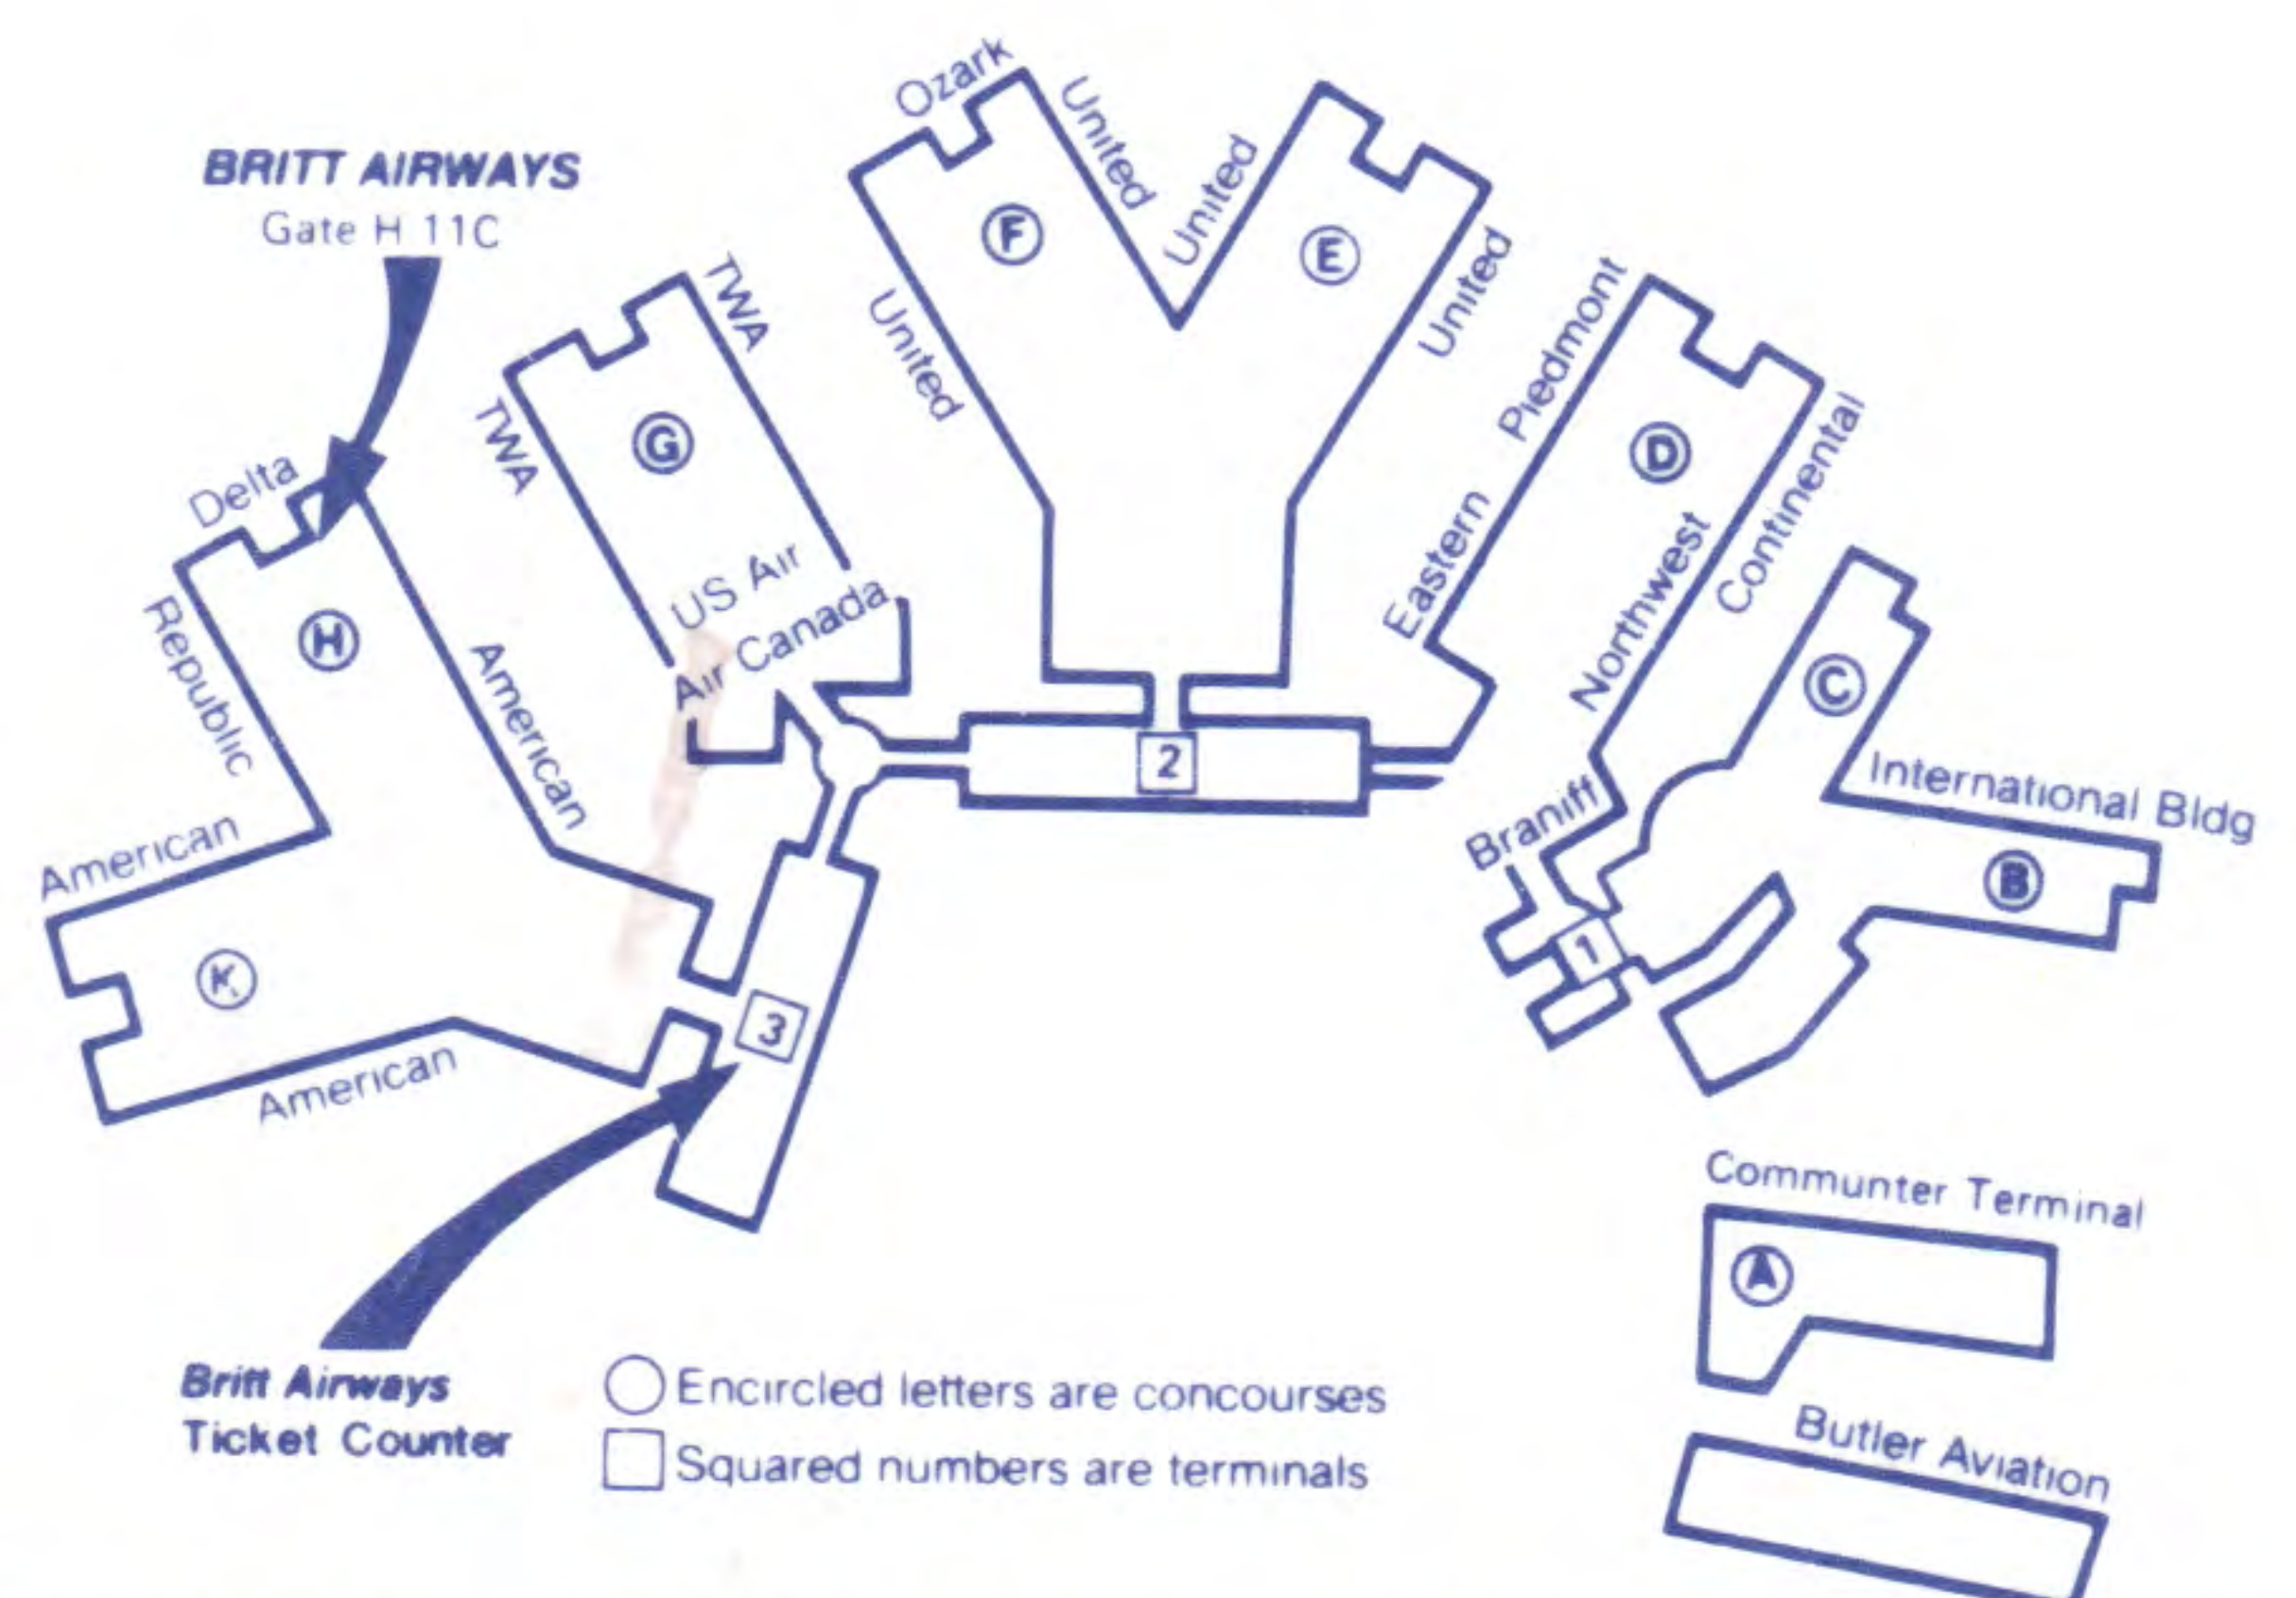 BRITT AIRWAYS
Gate H 11C
Ozark
United
United
United
United
F
E
TWA
TWA
G
US Air
Air Canada
Piedmont
Eastern
D
Continental
Northwest
Delta
Republic
H
American
American
K
American
C
International Bldg
B
Braniff
1
2
3
Communter Terminal
A
Butler Aviation
Britt Airways
Ticket Counter
Encircled letters are concourses
Squared numbers are terminals